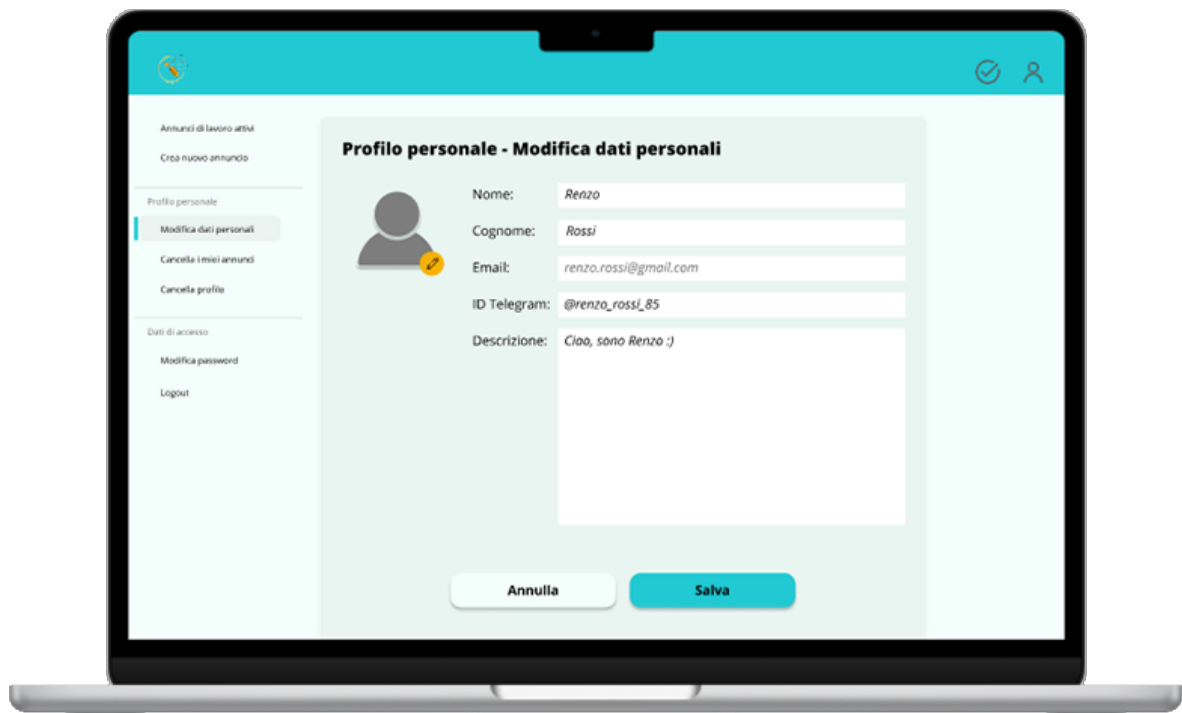 Annunci di lavoro attivi
Crea nuovo annuncio
Profilo personale
Modifica dati personali
Cancella i miei annunci
Cancella profilo
Dati di accesso
Modifica password
Logout
Profilo personale - Modifica dati personali
Nome: Renzo
Cognome: Rossi
Email: renzo.rossi@gmail.com
ID Telegram: @renzo_rossi_85
Descrizione: Ciao, sono Renzo :)
Annulla Salva